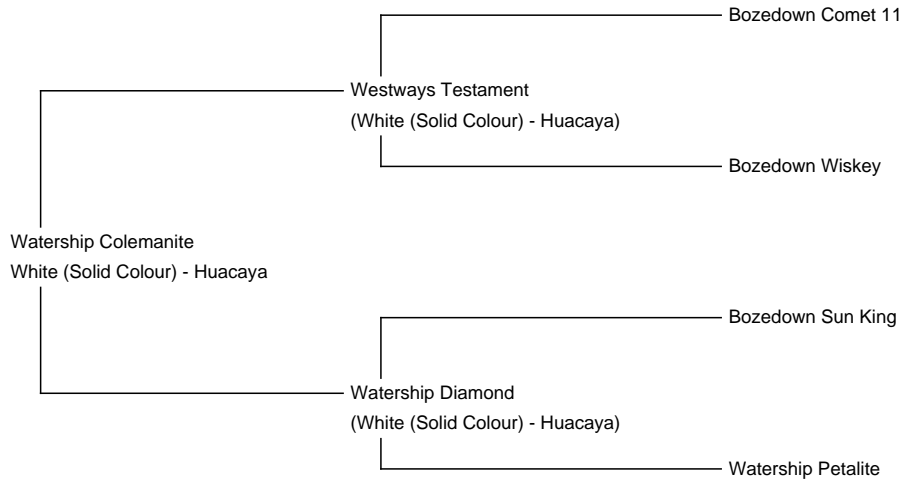 Bozedown Comet 11
Westways Testament
(White (Solid Colour) - Huacaya)
Bozedown Wiskey
Watership Colemanite
White (Solid Colour) - Huacaya
Bozedown Sun King
Watership Diamond
(White (Solid Colour) - Huacaya)
Watership Petalite